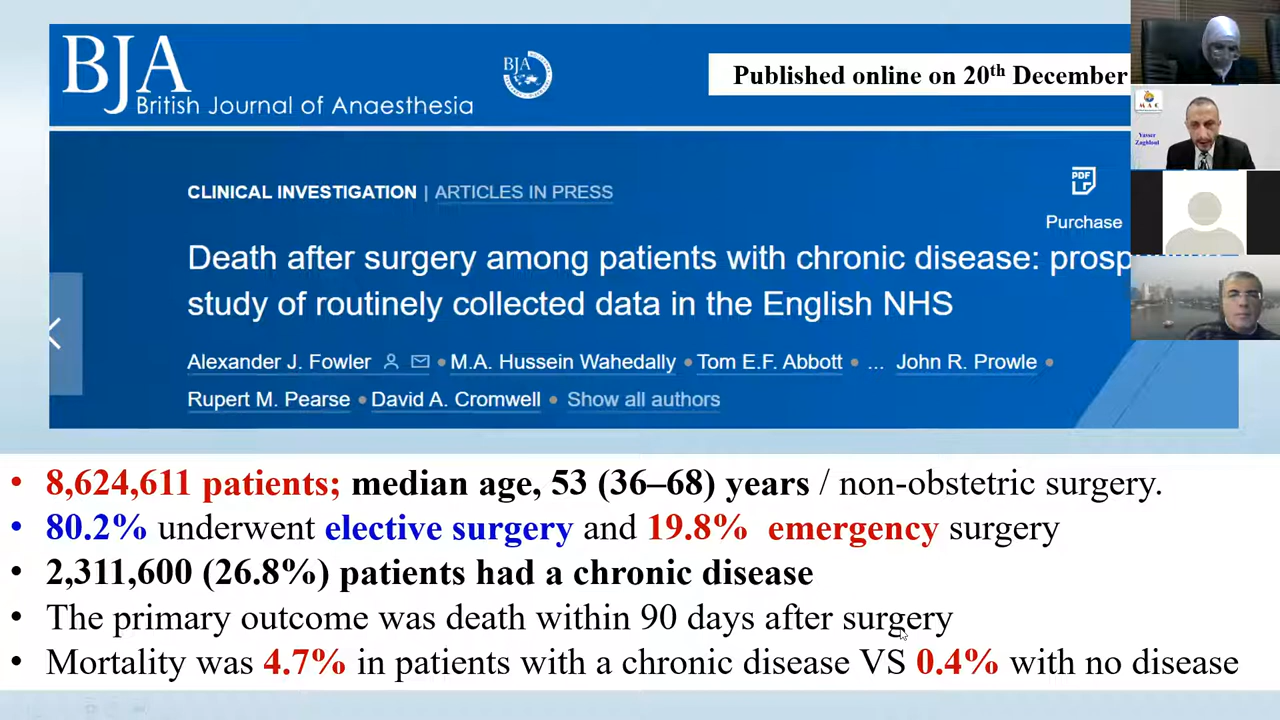 BJA
British Journal of Anaesthesia
BJA
Published online on 20th December
CLINICAL INVESTIGATION | ARTICLES IN PRESS
PDF
Purchase
Death after surgery among patients with chronic disease:
study of routinely collected data in the English NHS
Alexander J. Fowler • M.A. Hussein Wahedally • Tom E.F. Abbott • ... John R. Prowle •
Rupert M. Pearse • David A. Cromwell • Show all authors
• 8,624,611 patients; median age, 53 (36–68) years / non-obstetric surgery.
• 80.2% underwent elective surgery and 19.8% emergency surgery
• 2,311,600 (26.8%) patients had a chronic disease
• The primary outcome was death within 90 days after surgery
• Mortality was 4.7% in patients with a chronic disease VS 0.4% with no disease
M A C
Yasser
Zaghloul